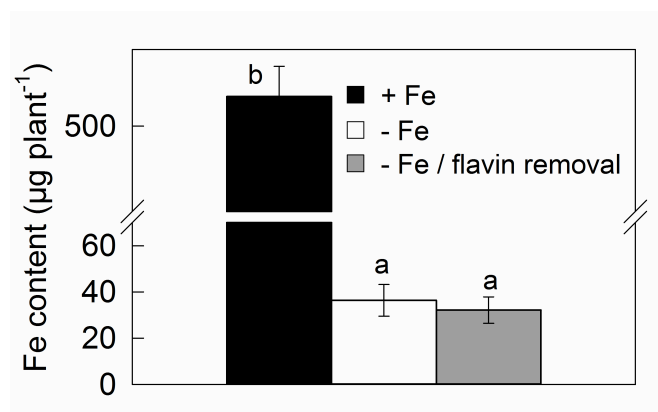 Fe content (µg plant⁻¹)
500
60
40
20
0
b
a
a
+ Fe
- Fe
- Fe / flavin removal